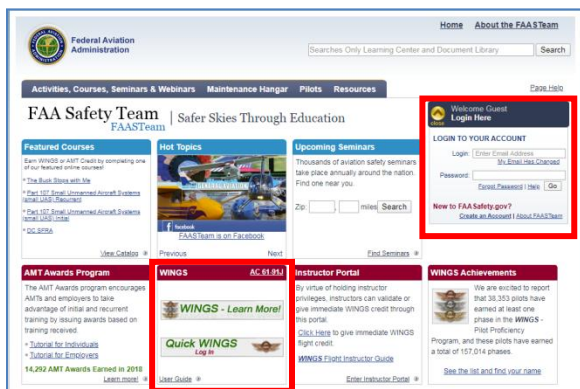 Home About the FAASTeam
Federal Aviation
Administration
Searches Only Learning Center and Document Library Search
Activities, Courses, Seminars & Webinars Maintenance Hangar Pilots Resources
Page Help
FAA Safety Team | Safer Skies Through Education
FAASTeam
Welcome Guest
Login Here
close
LOGIN TO YOUR ACCOUNT
Login: Enter Email Address
My Email Has Changed
Password:
Forgot Password | Help Go
New to FAASafety.gov?
Create an Account | About FAASTeam
Featured Courses
Earn WINGS or AMT Credit by completing one
of our featured online courses!
The Buck Stops with Me
Part 107 Small Unmanned Aircraft Systems
(small UAS) Recurrent
Part 107 Small Unmanned Aircraft Systems
(small UAS) Initial
DC SFRA
View Catalog
Hot Topics
GENERAL AVIATION
facebook
FAASTeam is on Facebook
Previous Next
Upcoming Seminars
Thousands of aviation safety seminars
take place annually around the nation.
Find one near you.
Zip: , miles Search
Find Seminars
AMT Awards Program
The AMT Awards program encourages
AMTs and employers to take
advantage of initial and recurrent
training by issuing awards based on
training received.
Tutorial for Individuals
Tutorial for Employers
14,292 AMT Awards Earned in 2018
Learn more!
WINGS AC 61-91J
WINGS - Learn More!
Quick WINGS
Log In
User Guide
Instructor Portal
By virtue of holding instructor
privileges, instructors can validate or
give immediate WINGS credit through
this portal.
Click Here to give immediate WINGS
flight credit.
WINGS Flight Instructor Guide
Enter Instructor Portal
WINGS Achievements
We are excited to report
that 38,353 pilots have
earned at least one
phase in the WINGS -
Pilot Proficiency
Program, and these pilots have earned
a total of 157,014 phases.
See the list and find your name